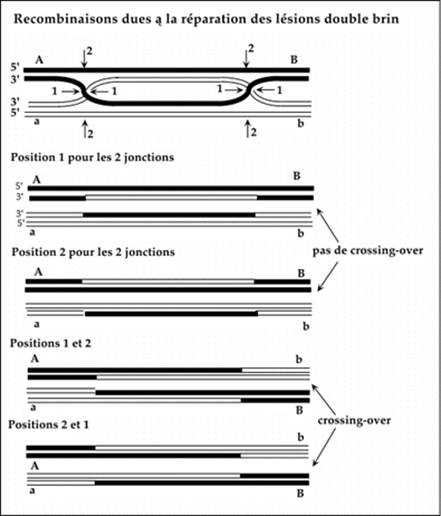 Recombinaisons dues ą la réparation des lésions double brin
A 2 2 B
5'
3'
1 1 1 1
3'
5'
a 2 2 b
Position 1 pour les 2 jonctions
A B
5'
3'
3'
5'
a b
pas de crossing-over
Position 2 pour les 2 jonctions
A B
a b
Positions 1 et 2
A b
a B
crossing-over
Positions 2 et 1
b
A
a B